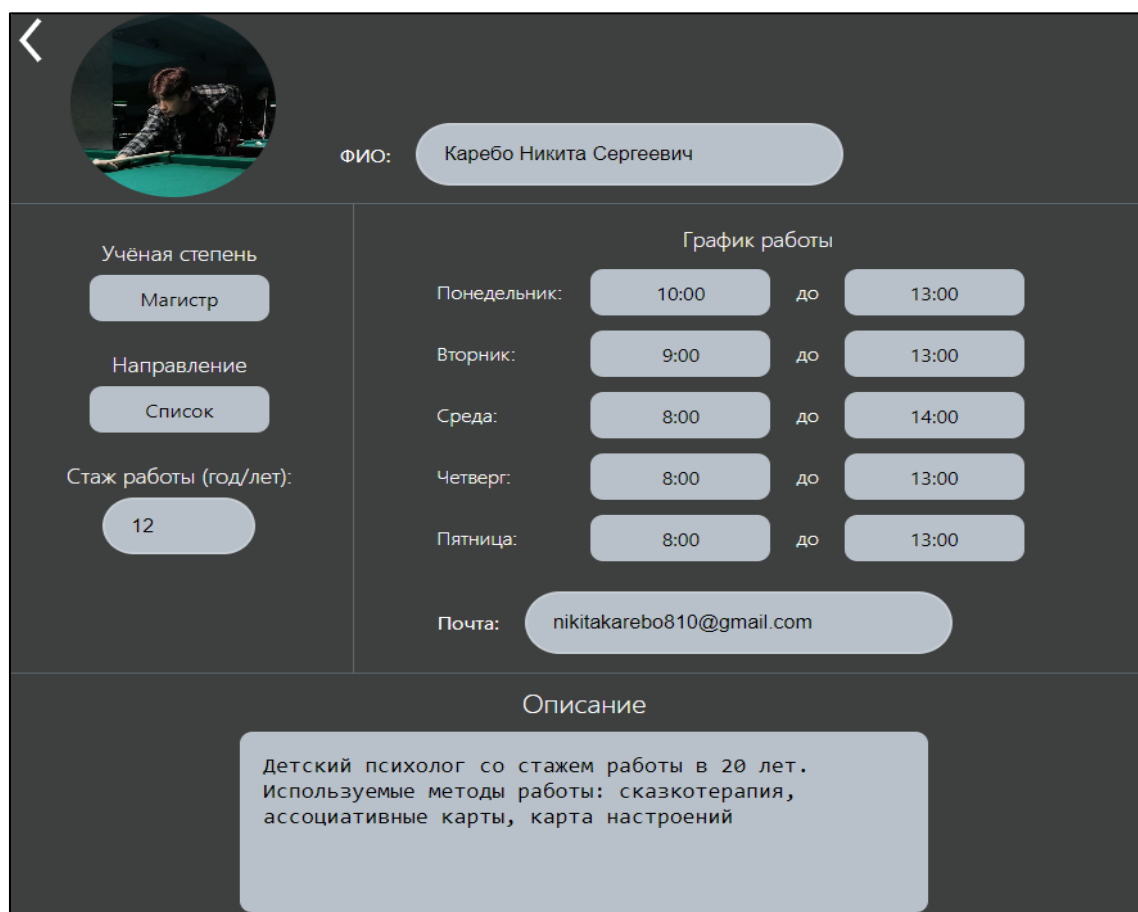 ФИО: Каребо Никита Сергеевич
Учёная степень
Магистр
Направление
Список
Стаж работы (год/лет):
12
График работы
Понедельник: 10:00 до 13:00
Вторник: 9:00 до 13:00
Среда: 8:00 до 14:00
Четверг: 8:00 до 13:00
Пятница: 8:00 до 13:00
Почта: nikitakarebo810@gmail.com
Описание
Детский психолог со стажем работы в 20 лет.
Используемые методы работы: сказкотерапия,
ассоциативные карты, карта настроений